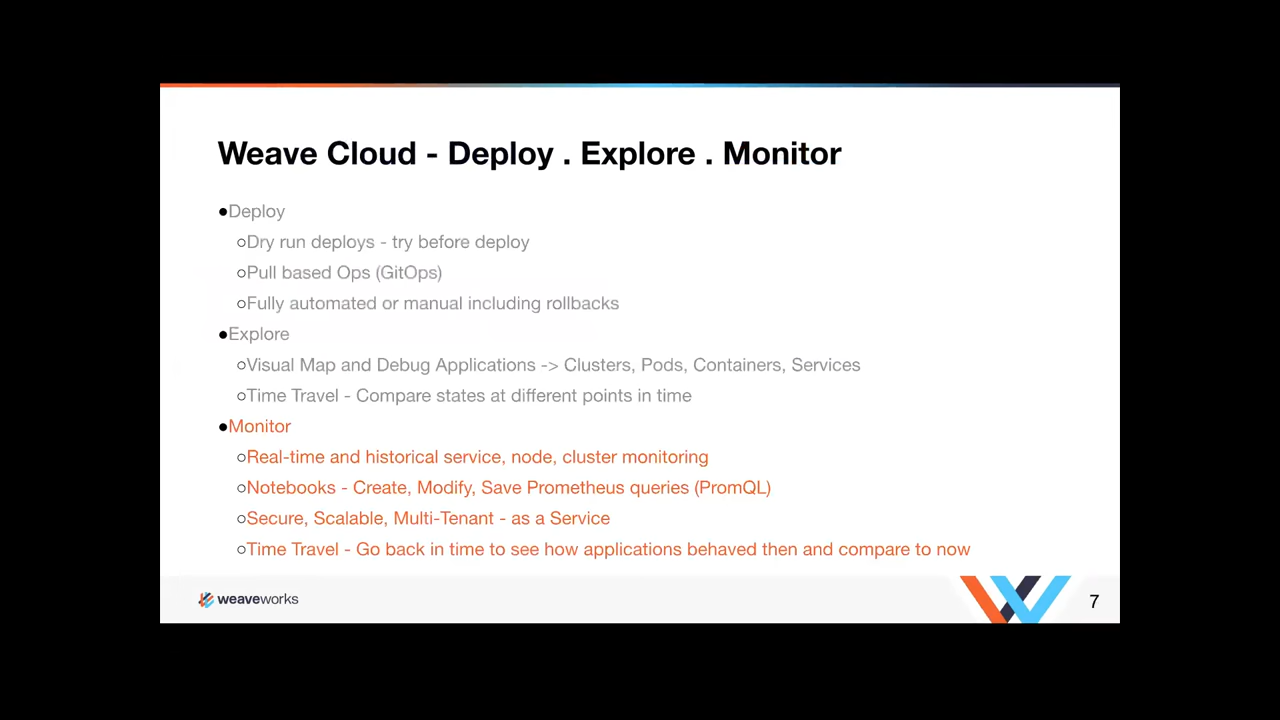 Weave Cloud - Deploy . Explore . Monitor
●Deploy
○Dry run deploys - try before deploy
○Pull based Ops (GitOps)
○Fully automated or manual including rollbacks
●Explore
○Visual Map and Debug Applications -> Clusters, Pods, Containers, Services
○Time Travel - Compare states at different points in time
●Monitor
○Real-time and historical service, node, cluster monitoring
○Notebooks - Create, Modify, Save Prometheus queries (PromQL)
○Secure, Scalable, Multi-Tenant - as a Service
○Time Travel - Go back in time to see how applications behaved then and compare to now
weaveworks
7